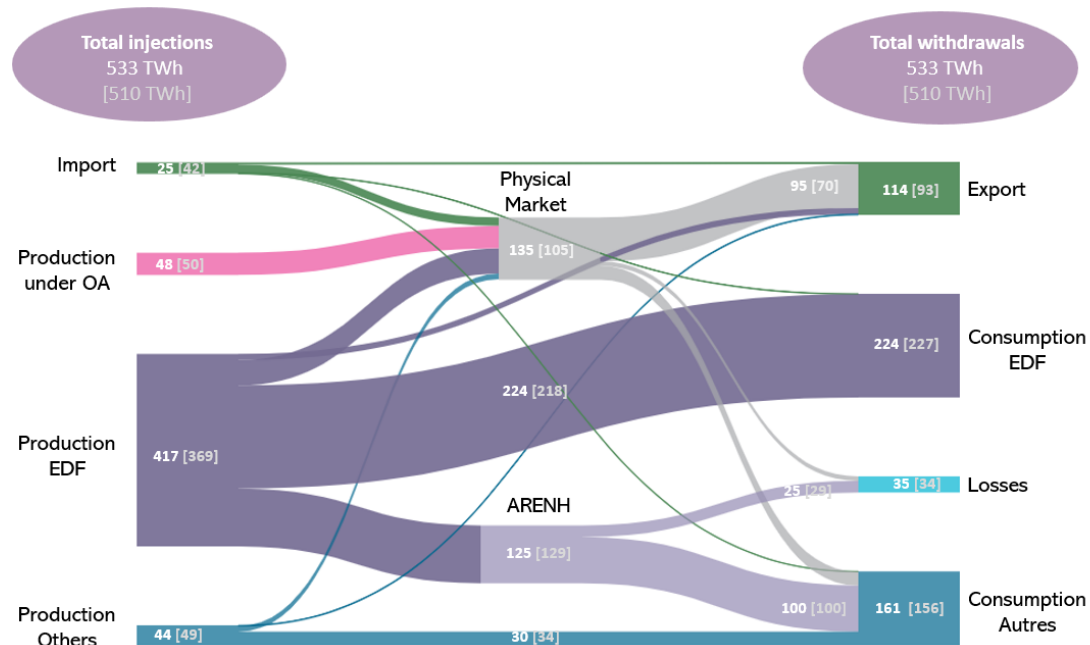 Total injections
533 TWh
[510 TWh]
Total withdrawals
533 TWh
[510 TWh]
Import
25 [42]
Physical
Market
95 [70]
114 [93]
Export
Production
under OA
48 [50]
135 [105]
224 [227]
Consumption
EDF
224 [218]
Production
EDF
417 [369]
ARENH
25 [29]
35 [34]
Losses
125 [129]
100 [100]
161 [156]
Consumption
Autres
Production
Others
44 [49]
30 [34]